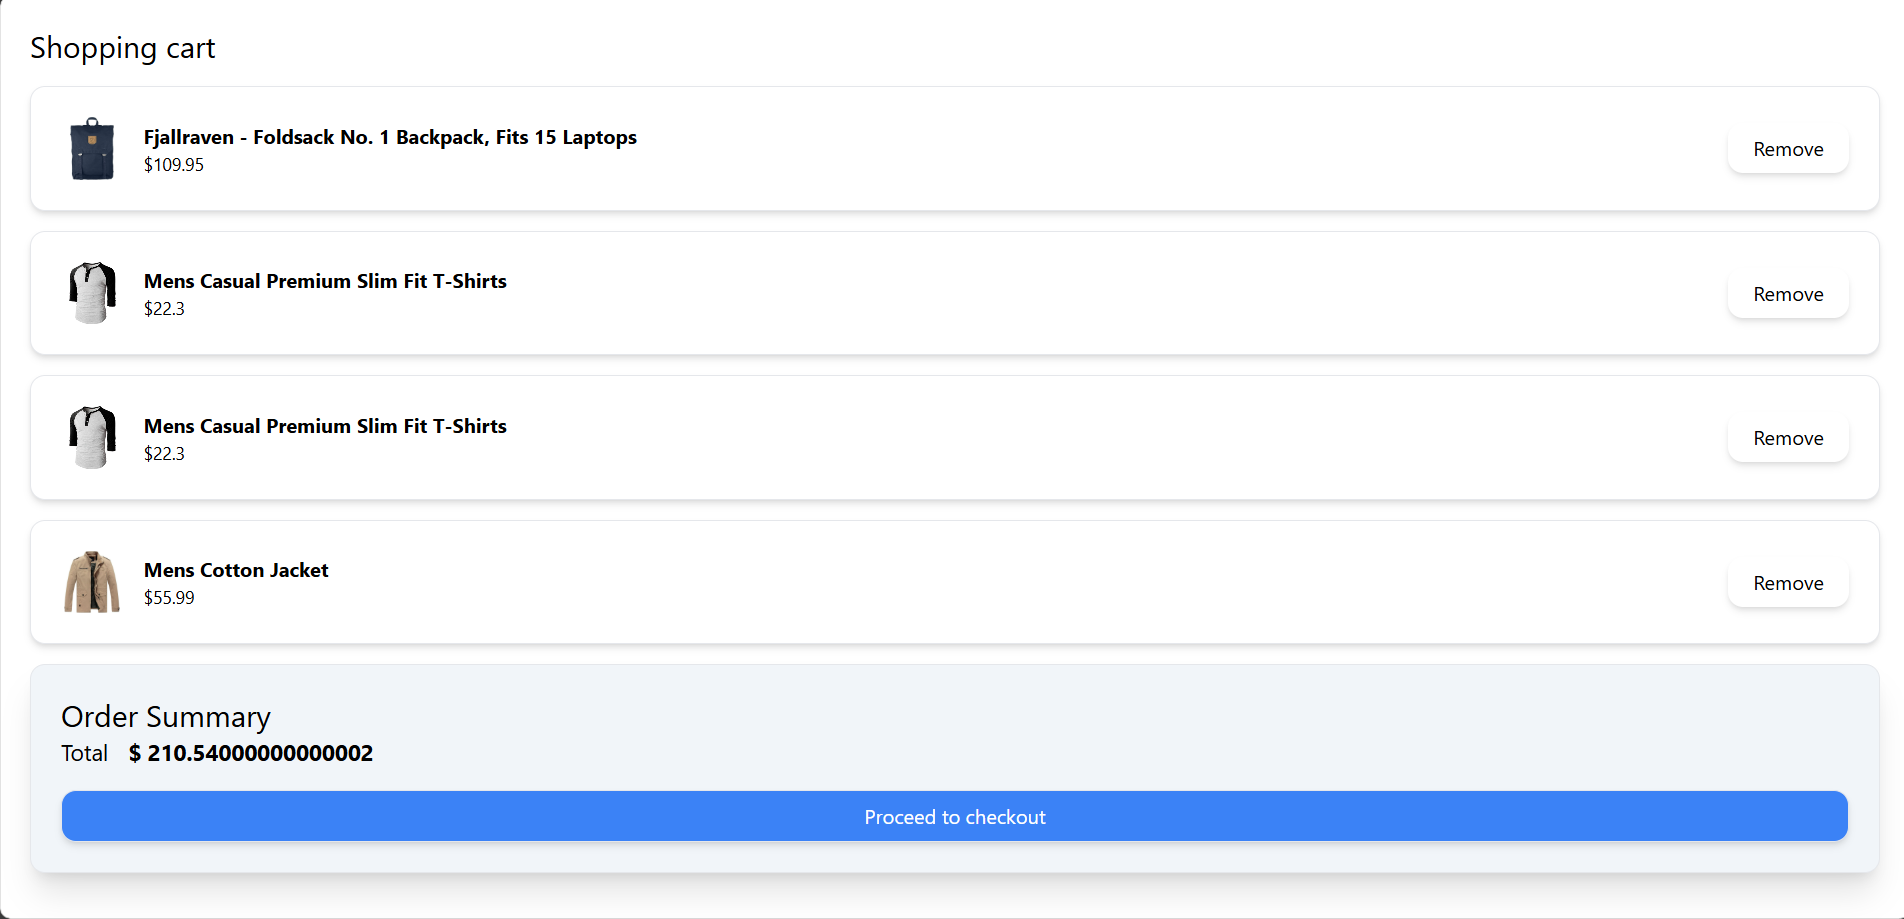 Shopping cart
Fjallraven - Foldsack No. 1 Backpack, Fits 15 Laptops
$109.95
Remove
Mens Casual Premium Slim Fit T-Shirts
$22.3
Remove
Mens Casual Premium Slim Fit T-Shirts
$22.3
Remove
Mens Cotton Jacket
$55.99
Remove
Order Summary
Total $ 210.54000000000002
Proceed to checkout